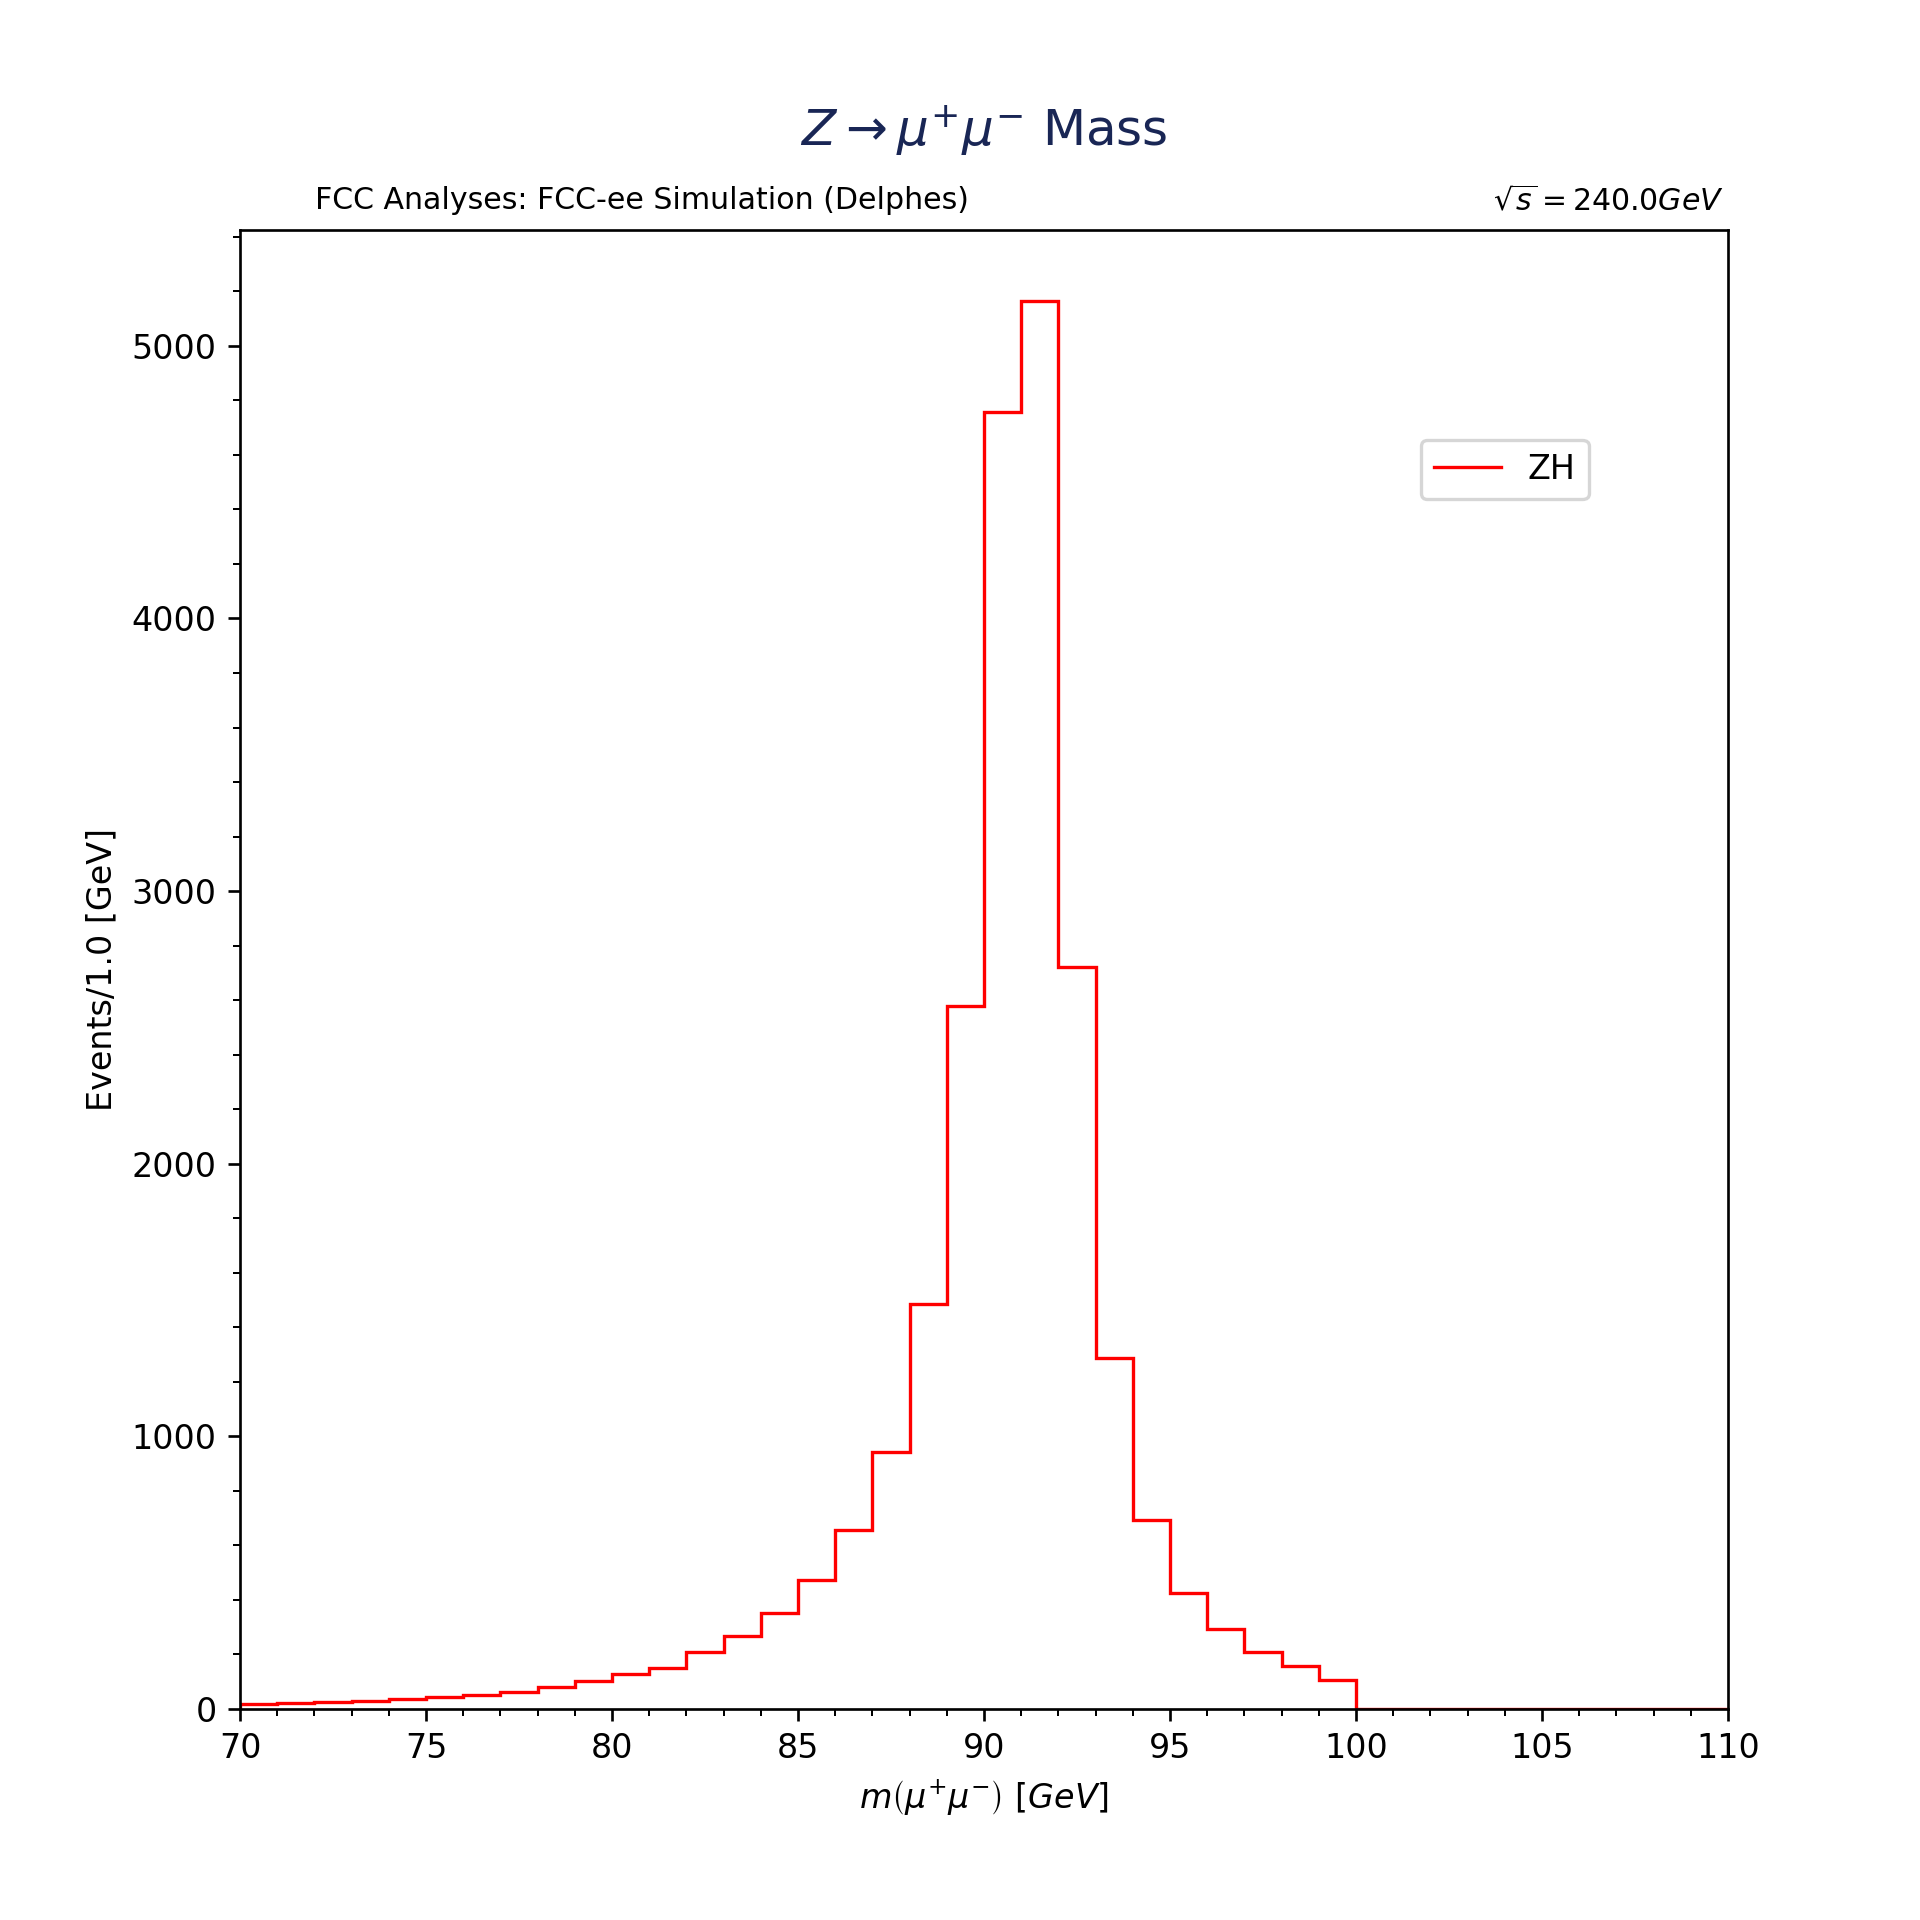 Z → μ⁺μ⁻ Mass
FCC Analyses: FCC-ee Simulation (Delphes)
√s = 240.0GeV
5000
4000
3000
2000
1000
0
Events/1.0 [GeV]
ZH
70 75 80 85 90 95 100 105 110
m(μ⁺μ⁻) [GeV]